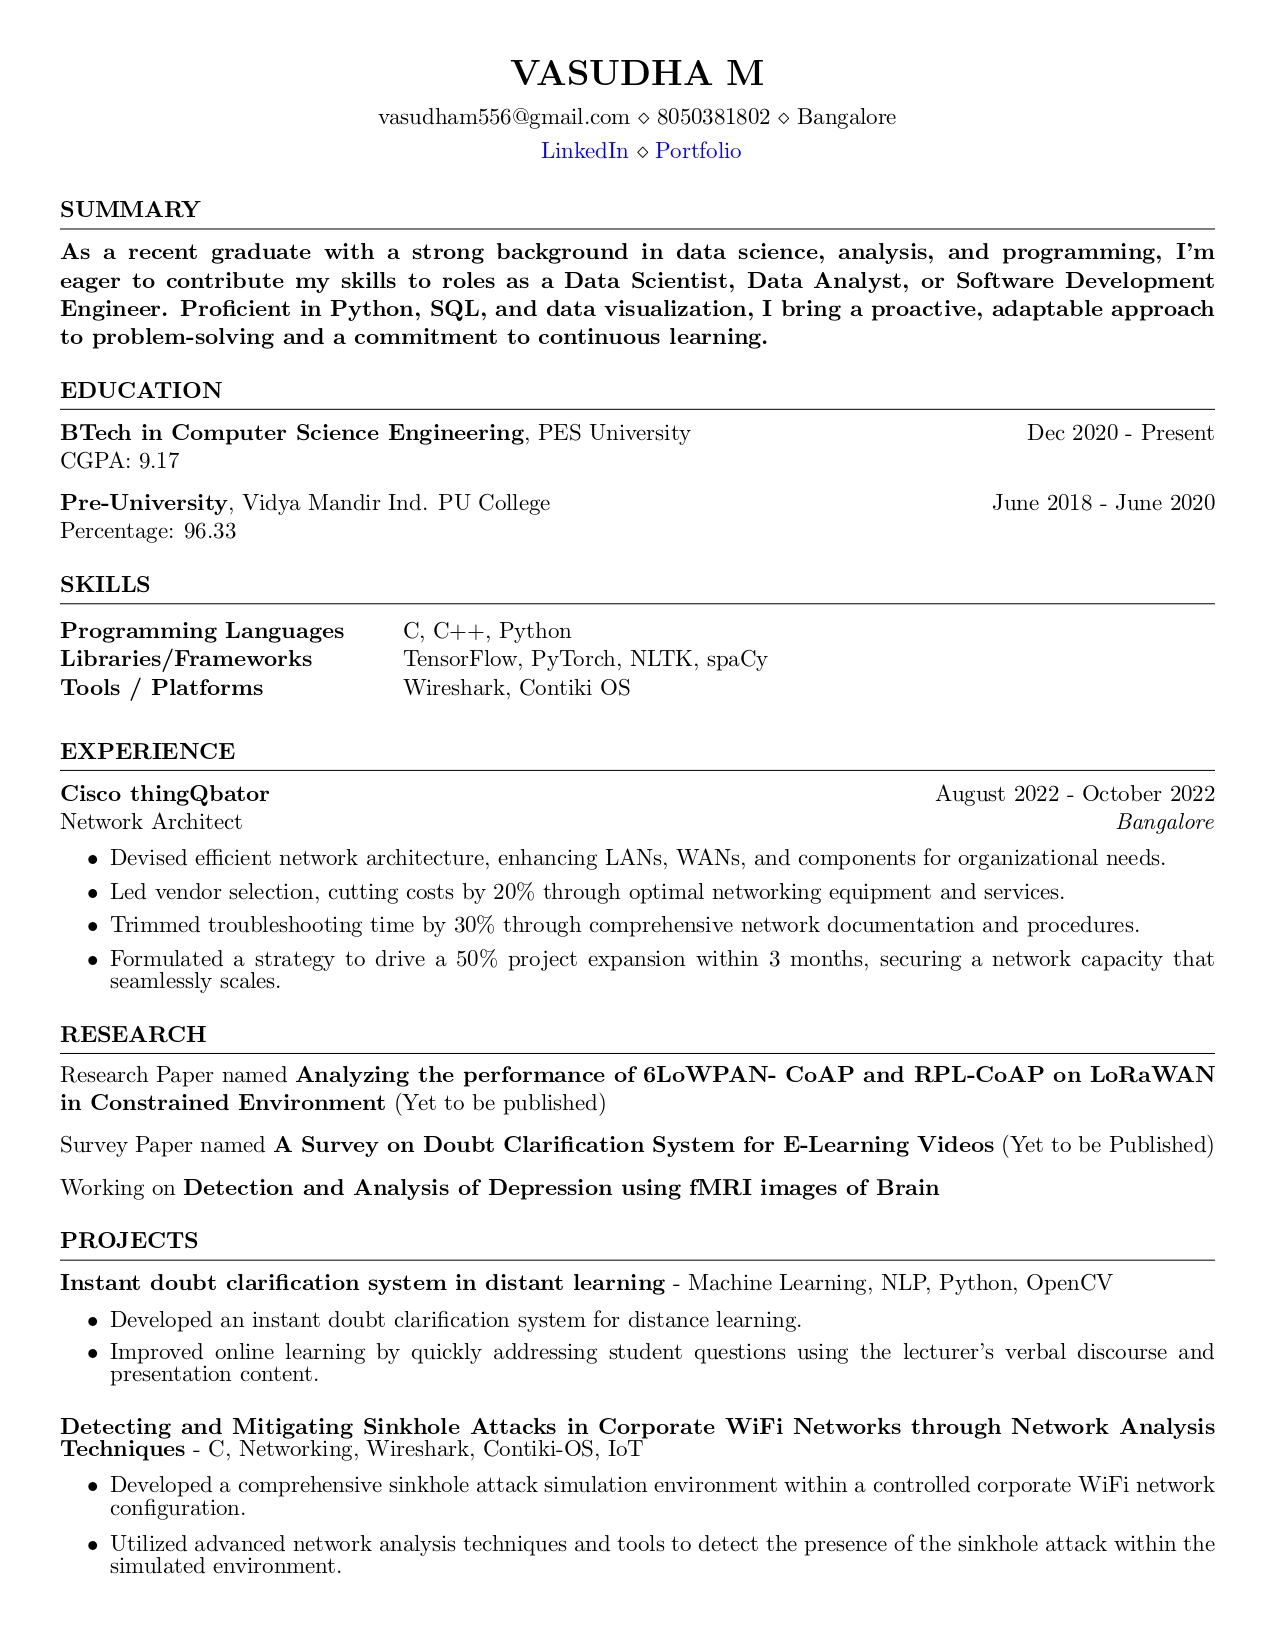 VASUDHA M
vasudham556@gmail.com ⋄ 8050381802 ⋄ Bangalore
LinkedIn ⋄ Portfolio
SUMMARY
As a recent graduate with a strong background in data science, analysis, and programming, I'm
eager to contribute my skills to roles as a Data Scientist, Data Analyst, or Software Development
Engineer. Proficient in Python, SQL, and data visualization, I bring a proactive, adaptable approach
to problem-solving and a commitment to continuous learning.
EDUCATION
BTech in Computer Science Engineering, PES University Dec 2020 - Present
CGPA: 9.17
Pre-University, Vidya Mandir Ind. PU College June 2018 - June 2020
Percentage: 96.33
SKILLS
Programming Languages C, C++, Python
Libraries/Frameworks TensorFlow, PyTorch, NLTK, spaCy
Tools / Platforms Wireshark, Contiki OS
EXPERIENCE
Cisco thingQbator August 2022 - October 2022
Network Architect Bangalore
• Devised efficient network architecture, enhancing LANs, WANs, and components for organizational needs.
• Led vendor selection, cutting costs by 20% through optimal networking equipment and services.
• Trimmed troubleshooting time by 30% through comprehensive network documentation and procedures.
• Formulated a strategy to drive a 50% project expansion within 3 months, securing a network capacity that
seamlessly scales.
RESEARCH
Research Paper named Analyzing the performance of 6LoWPAN- CoAP and RPL-CoAP on LoRaWAN
in Constrained Environment (Yet to be published)
Survey Paper named A Survey on Doubt Clarification System for E-Learning Videos (Yet to be Published)
Working on Detection and Analysis of Depression using fMRI images of Brain
PROJECTS
Instant doubt clarification system in distant learning - Machine Learning, NLP, Python, OpenCV
• Developed an instant doubt clarification system for distance learning.
• Improved online learning by quickly addressing student questions using the lecturer's verbal discourse and
presentation content.
Detecting and Mitigating Sinkhole Attacks in Corporate WiFi Networks through Network Analysis
Techniques - C, Networking, Wireshark, Contiki-OS, IoT
• Developed a comprehensive sinkhole attack simulation environment within a controlled corporate WiFi network
configuration.
• Utilized advanced network analysis techniques and tools to detect the presence of the sinkhole attack within the
simulated environment.